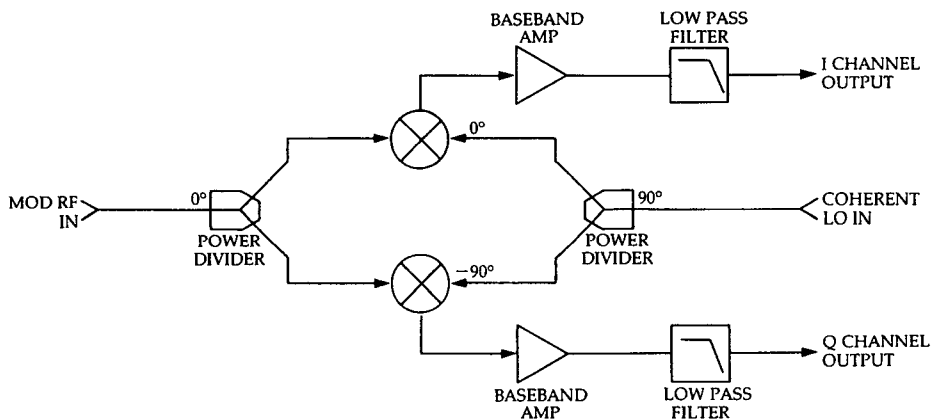 BASEBAND
AMP
LOW PASS
FILTER
I CHANNEL
OUTPUT
0°
MOD RF
IN
0°
POWER
DIVIDER
90°
POWER
DIVIDER
COHERENT
LO IN
−90°
BASEBAND
AMP
LOW PASS
FILTER
Q CHANNEL
OUTPUT